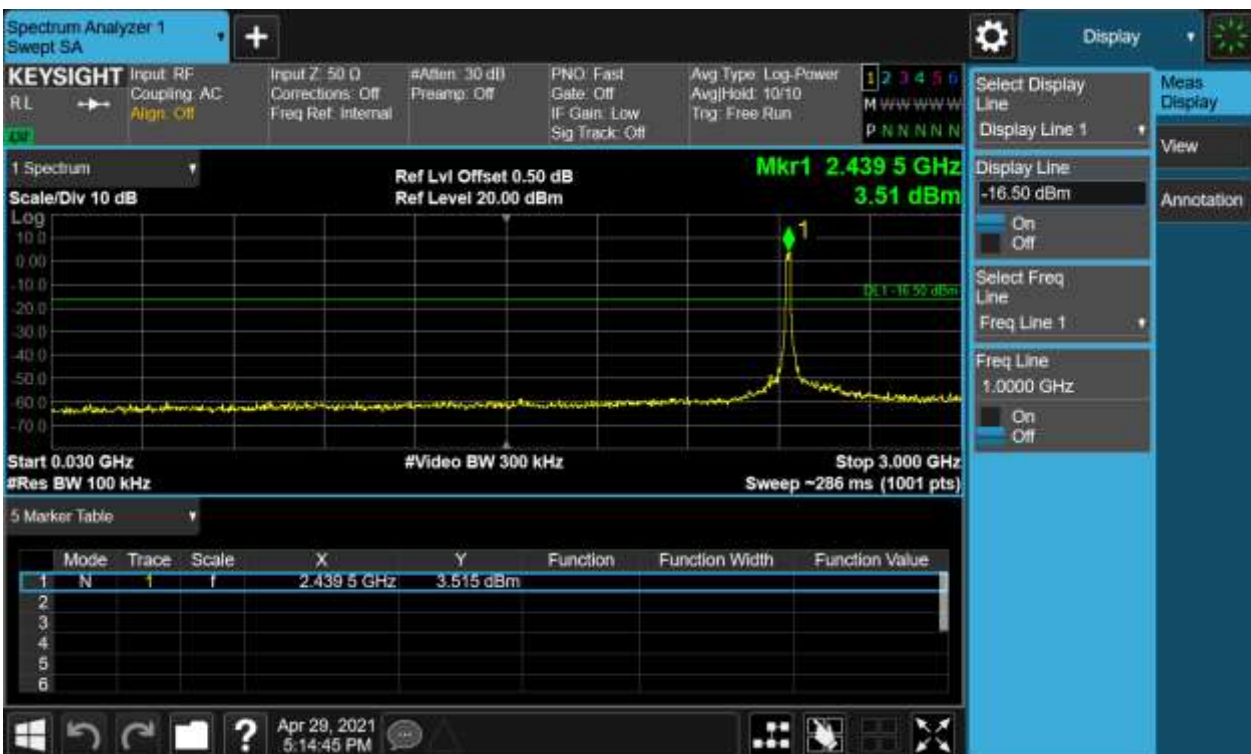 Spectrum Analyzer 1
Swept SA
+
Display
KEYSIGHT
RL
Input: RF
Coupling: AC
Align: Off
Input Z: 50 Ω
Corrections: Off
Freq Ref: Internal
#Atten: 30 dB
Preamp: Off
PNO: Fast
Gate: Off
IF Gain: Low
Sig Track: Off
Avg Type: Log-Power
Avg|Hold: 10/10
Trig: Free Run
1 2 3 4 5 6
M W W W W W
P N N N N N
1 Spectrum
Scale/Div 10 dB
Ref Lvl Offset 0.50 dB
Ref Level 20.00 dBm
Mkr1 2.439 5 GHz
3.51 dBm
Log
10.0
0.00
-10.0
-20.0
-30.0
-40.0
-50.0
-60.0
-70.0
1
DL1 -16.50 dBm
Start 0.030 GHz
#Res BW 100 kHz
#Video BW 300 kHz
Stop 3.000 GHz
Sweep ~286 ms (1001 pts)
5 Marker Table
Mode Trace Scale X Y Function Function Width Function Value
1 N 1 f 2.439 5 GHz 3.515 dBm
2
3
4
5
6
Select Display
Line
Display Line 1
Display Line
-16.50 dBm
On
Off
Select Freq
Line
Freq Line 1
Freq Line
1.0000 GHz
On
Off
Meas
Display
View
Annotation
?
Apr 29, 2021
5:14:45 PM